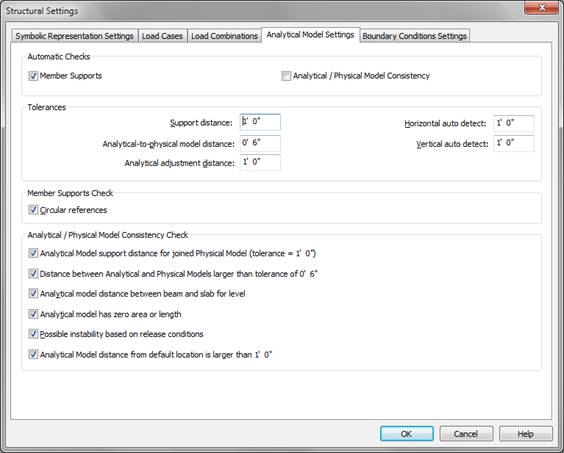 Structural Settings
Symbolic Representation Settings Load Cases Load Combinations Analytical Model Settings Boundary Conditions Settings
Automatic Checks
Member Supports Analytical / Physical Model Consistency
Tolerances
Support distance: 1' 0" Horizontal auto detect: 1' 0"
Analytical-to-physical model distance: 0' 6" Vertical auto detect: 1' 0"
Analytical adjustment distance: 1' 0"
Member Supports Check
Circular references
Analytical / Physical Model Consistency Check
Analytical Model support distance for joined Physical Model (tolerance = 1' 0")
Distance between Analytical and Physical Models larger than tolerance of 0' 6"
Analytical model distance between beam and slab for level
Analytical model has zero area or length
Possible instability based on release conditions
Analytical Model distance from default location is larger than 1' 0"
OK Cancel Help